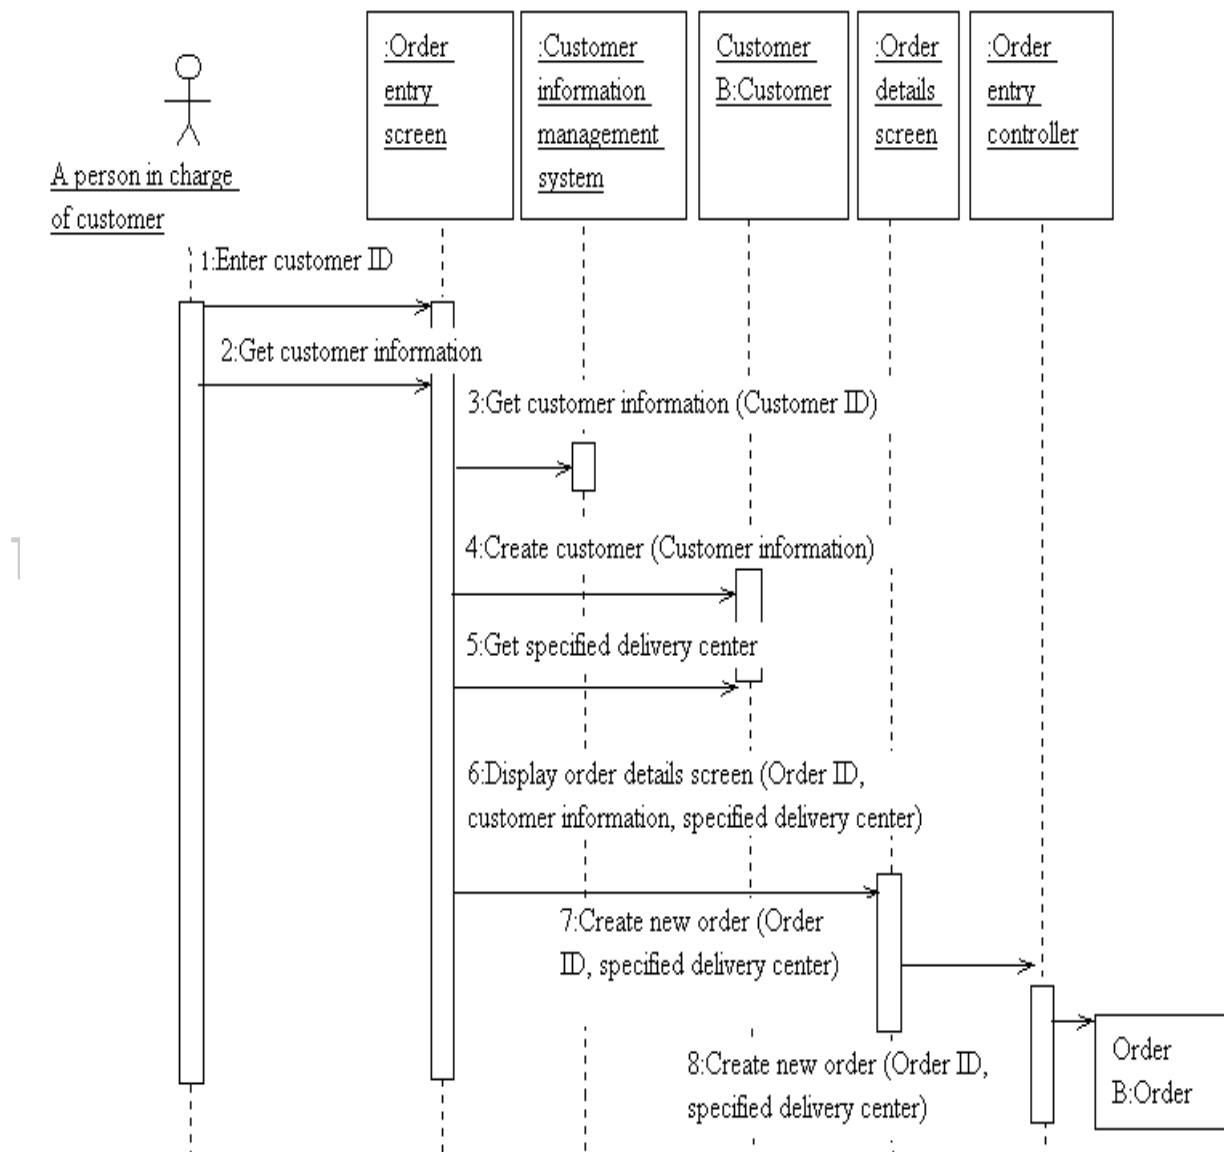 :Order
entry
screen
:Customer
information
management
system
Customer
B:Customer
:Order
details
screen
:Order
entry
controller
A person in charge
of customer
1:Enter customer ID
2:Get customer information
3:Get customer information (Customer ID)
4:Create customer (Customer information)
5:Get specified delivery center
6:Display order details screen (Order ID,
customer information, specified delivery center)
7:Create new order (Order
ID, specified delivery center)
8:Create new order (Order ID,
specified delivery center)
Order
B:Order